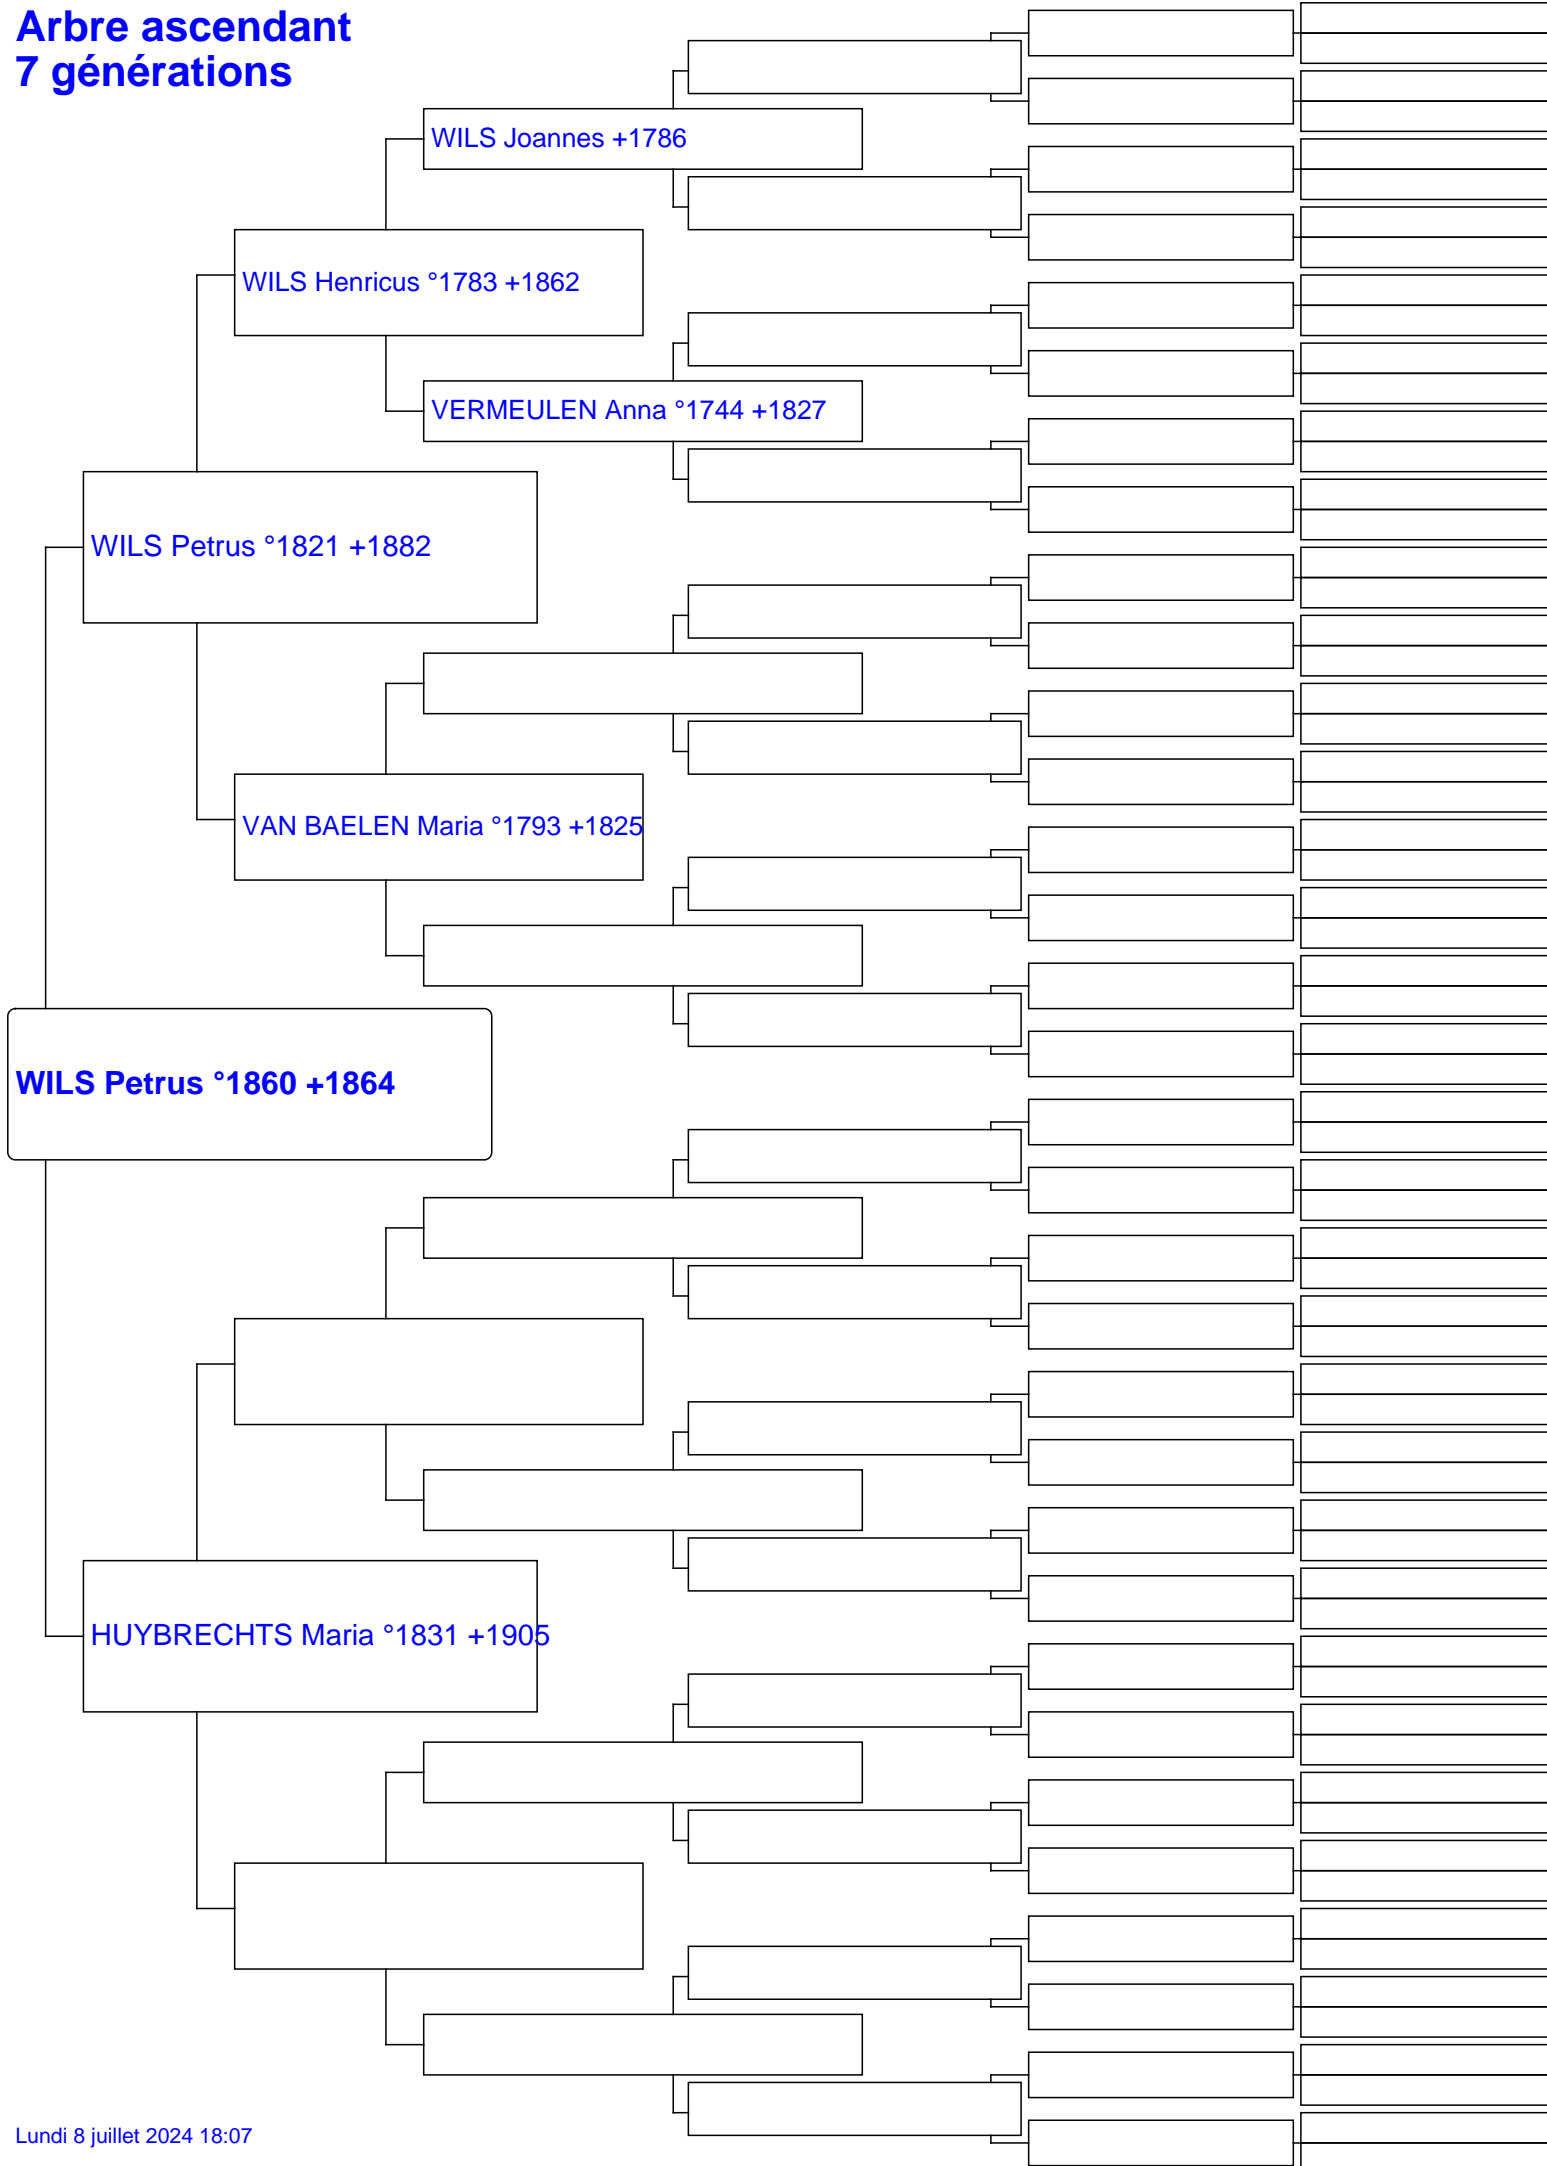 Arbre ascendant
7 générations
WILS Joannes +1786
WILS Henricus °1783 +1862
VERMEULEN Anna °1744 +1827
WILS Petrus °1821 +1882
VAN BAELEN Maria °1793 +1825
WILS Petrus °1860 +1864
HUYBRECHTS Maria °1831 +1905
Lundi 8 juillet 2024 18:07